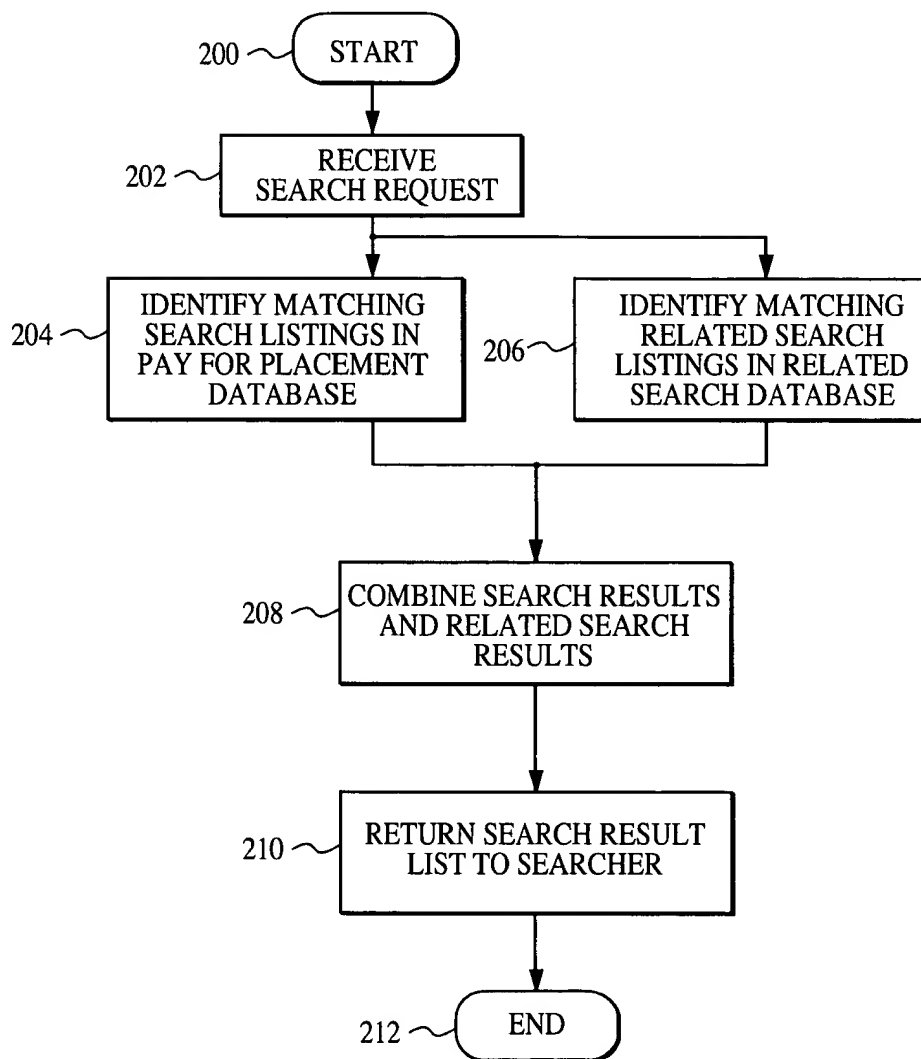 200
START
202
RECEIVE
SEARCH REQUEST
204
IDENTIFY MATCHING
SEARCH LISTINGS IN
PAY FOR PLACEMENT
DATABASE
206
IDENTIFY MATCHING
RELATED SEARCH
LISTINGS IN RELATED
SEARCH DATABASE
208
COMBINE SEARCH RESULTS
AND RELATED SEARCH
RESULTS
210
RETURN SEARCH RESULT
LIST TO SEARCHER
212
END